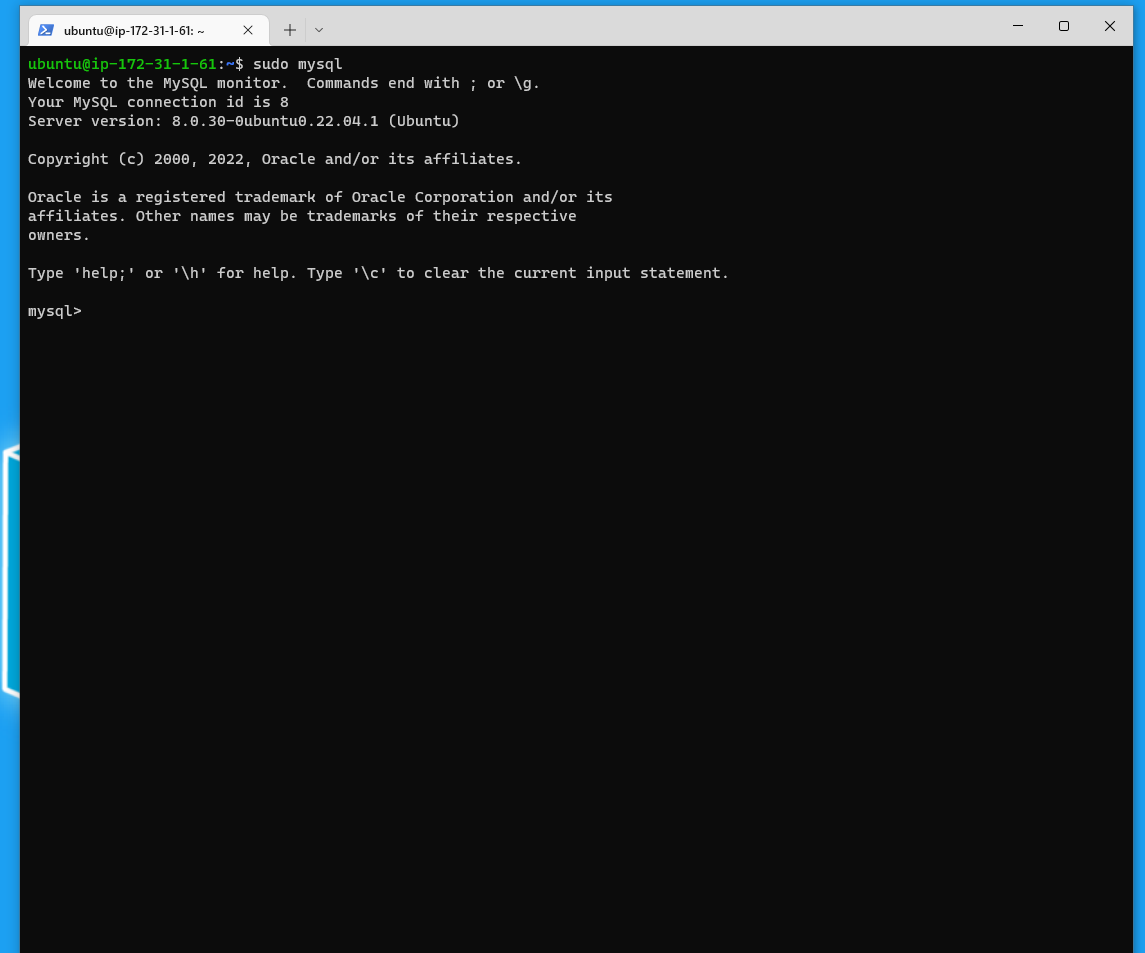 ubuntu@ip-172-31-1-61: ~
ubuntu@ip-172-31-1-61:~$ sudo mysql
Welcome to the MySQL monitor.  Commands end with ; or \g.
Your MySQL connection id is 8
Server version: 8.0.30-0ubuntu0.22.04.1 (Ubuntu)

Copyright (c) 2000, 2022, Oracle and/or its affiliates.

Oracle is a registered trademark of Oracle Corporation and/or its
affiliates. Other names may be trademarks of their respective
owners.

Type 'help;' or '\h' for help. Type '\c' to clear the current input statement.

mysql>